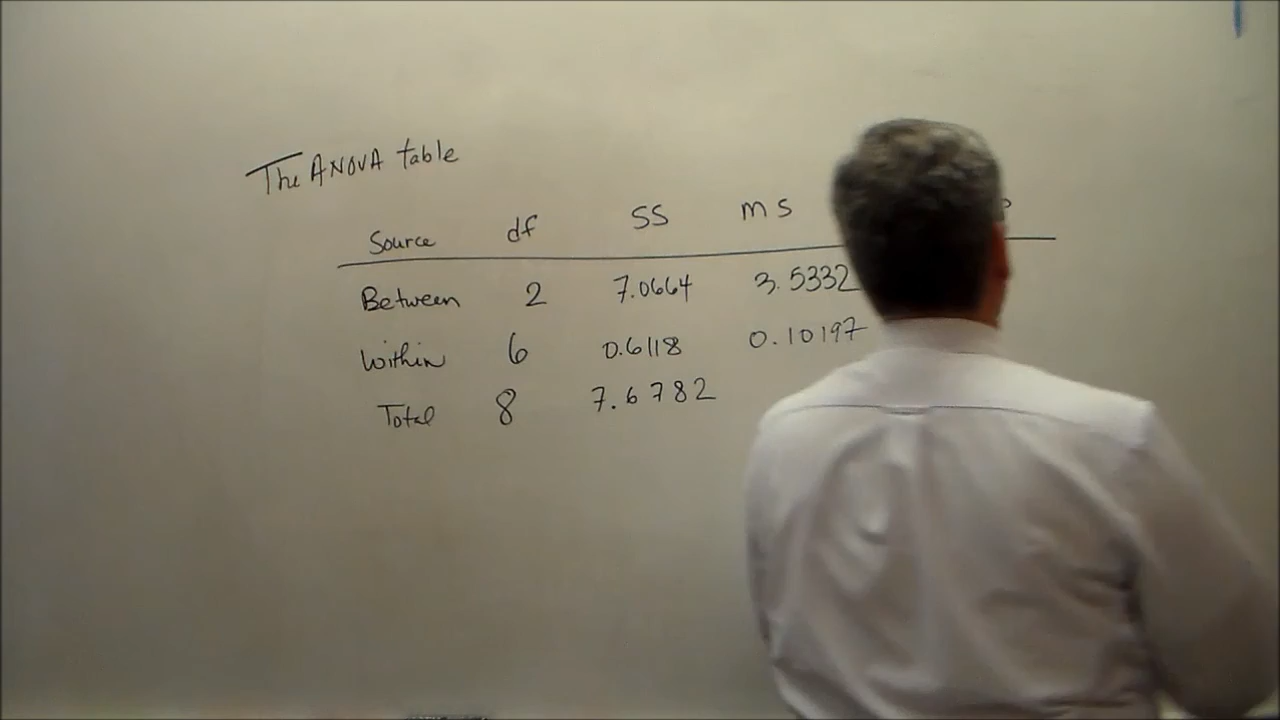 The ANOVA table
Source df SS MS
Between 2 7.0664 3.5332
Within 6 0.6118 0.10197
Total 8 7.6782